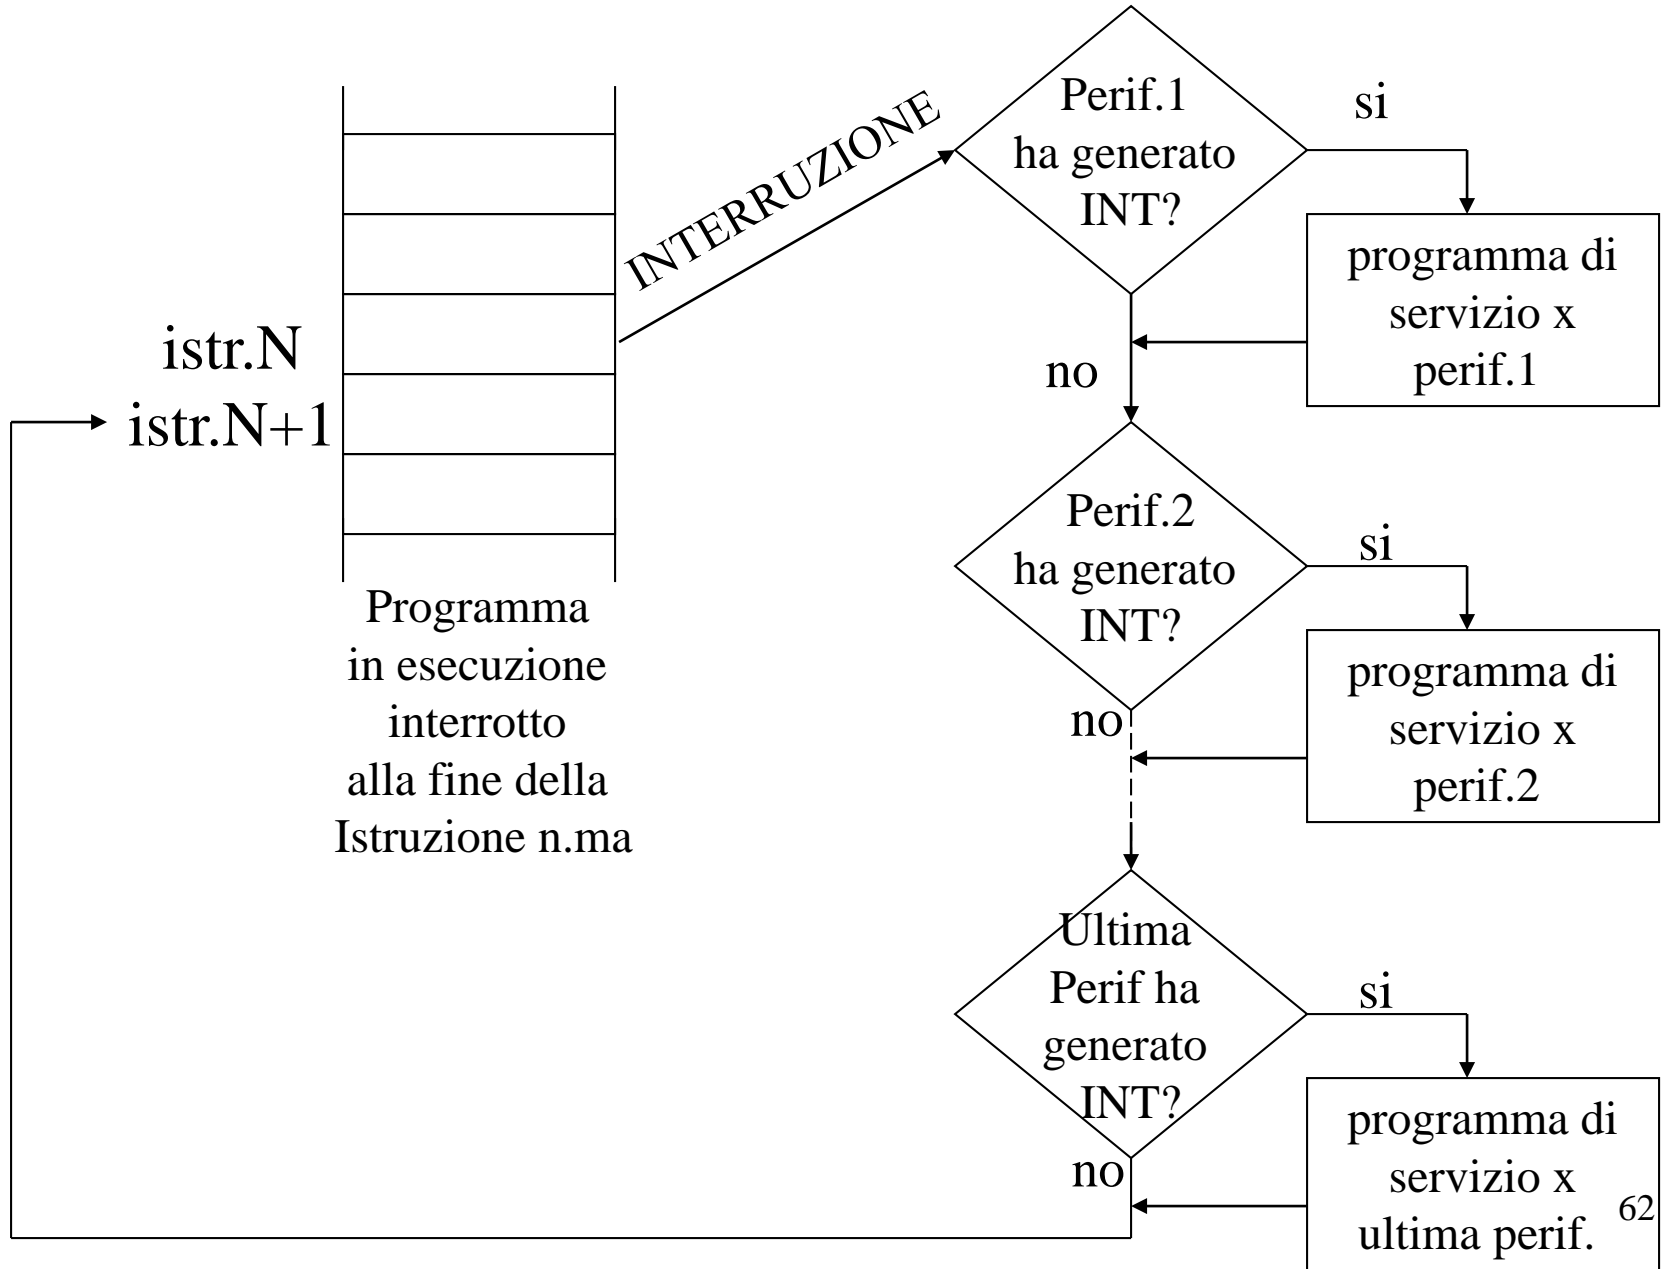 istr.N
istr.N+1
Programma
in esecuzione
interrotto
alla fine della
Istruzione n.ma
INTERRUZIONE
Perif.1
ha generato
INT?
si
programma di
servizio x
perif.1
no
Perif.2
ha generato
INT?
si
programma di
servizio x
perif.2
no
Ultima
Perif ha
generato
INT?
si
programma di
servizio x
ultima perif.
no
62